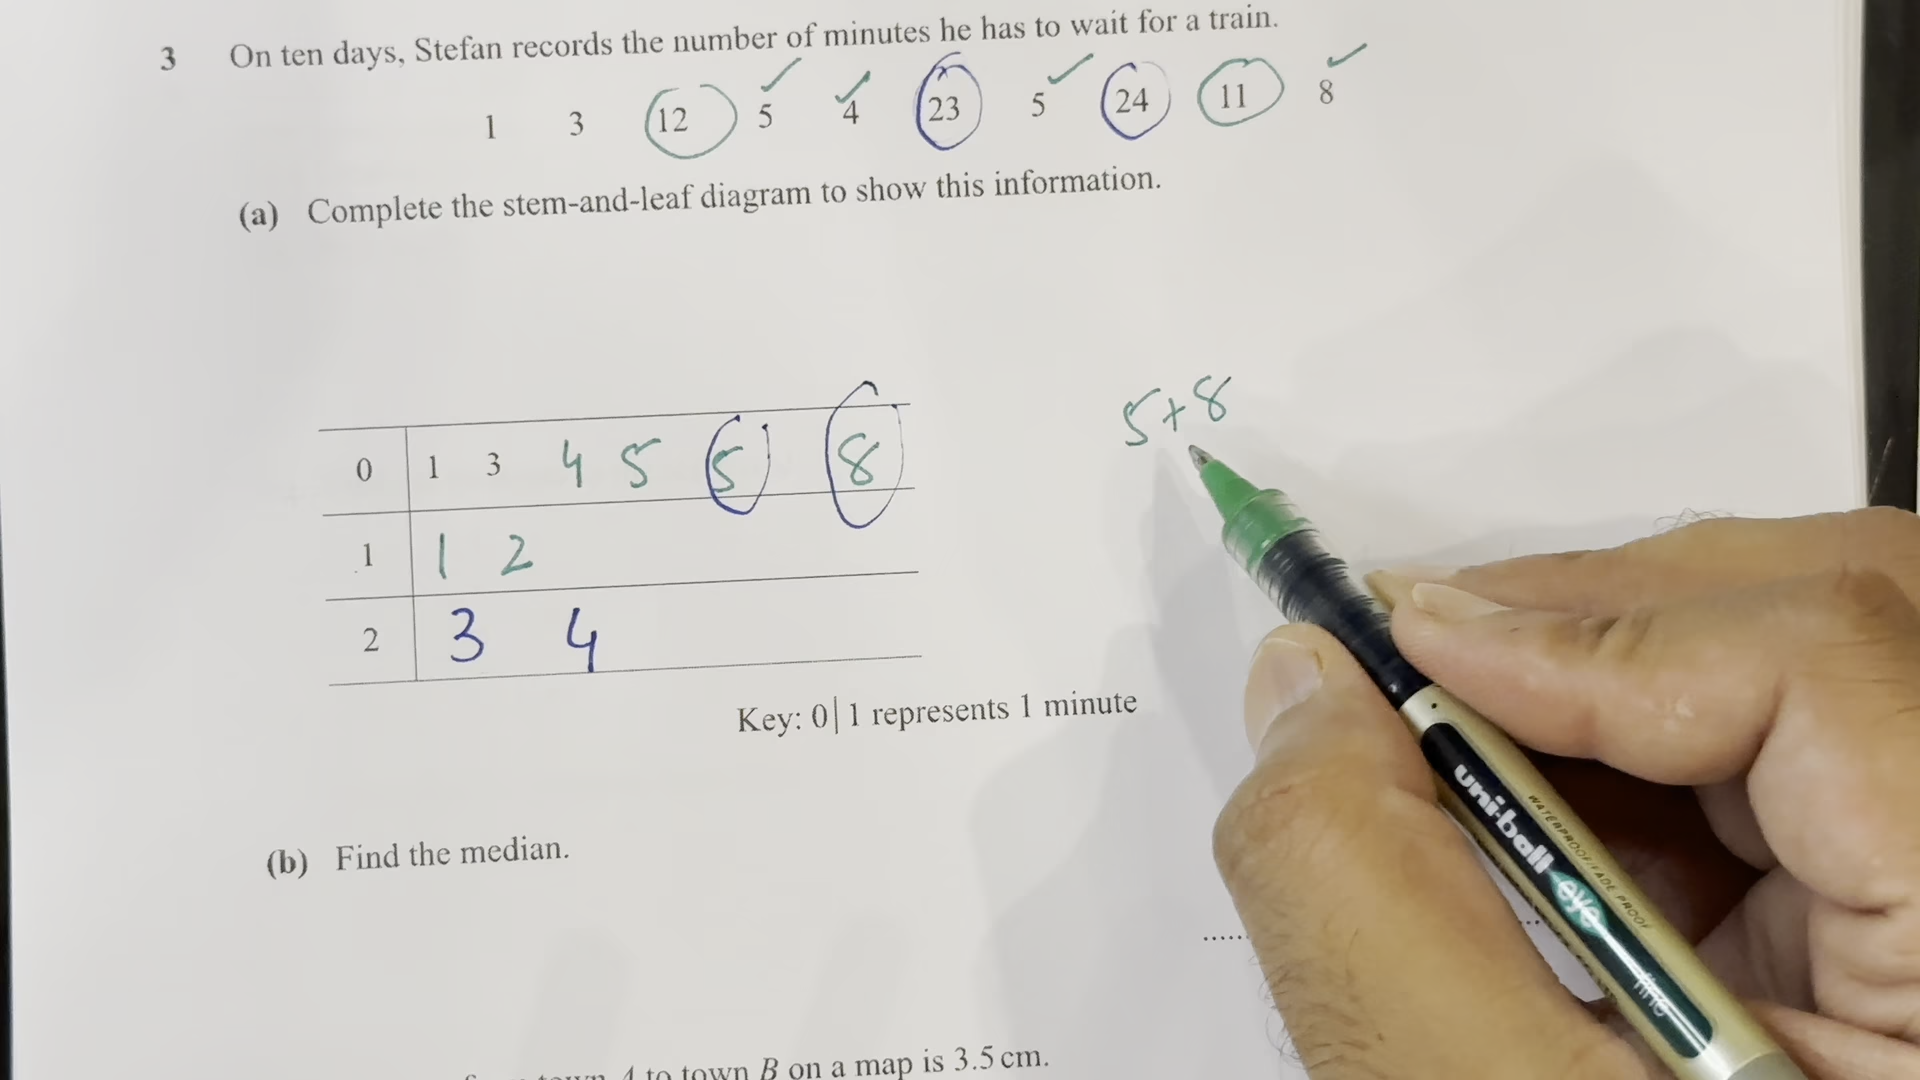 3 On ten days, Stefan records the number of minutes he has to wait for a train.
1 3 12 5 4 23 5 24 11 8
(a) Complete the stem-and-leaf diagram to show this information.
5+8
0 | 1 3 4 5 5 8
1 | 1 2
2 | 3 4
Key: 0 | 1 represents 1 minute
(b) Find the median.
to town B on a map is 3.5 cm.
uni-ball eye fine
WATERPROOF/FADE PROOF